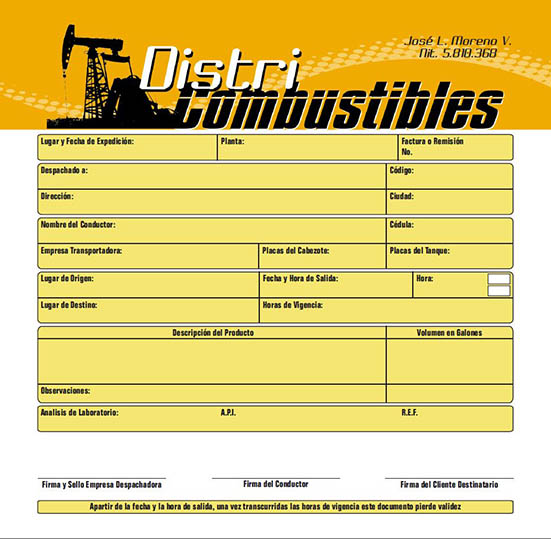 José L. Moreno V.
Nit. 5.818.368
Distri
Combustibles
Lugar y Fecha de Expedición: Planta: Factura o Remisión
No.
Despachado a: Código:
Dirección: Ciudad:
Nombre del Conductor: Cédula:
Empresa Transportadora: Placas del Cabezote: Placas del Tanque:
Lugar de Origen: Fecha y Hora de Salida: Hora:
Lugar de Destino: Horas de Vigencia:
Descripción del Producto Volumen en Galones
Observaciones:
Analisis de Laboratorio: A.P.I. R.E.F.
Firma y Sello Empresa Despachadora Firma del Conductor Firma del Cliente Destinatario
Apartir de la fecha y la hora de salida, una vez transcurridas las horas de vigencia este documento pierde validez